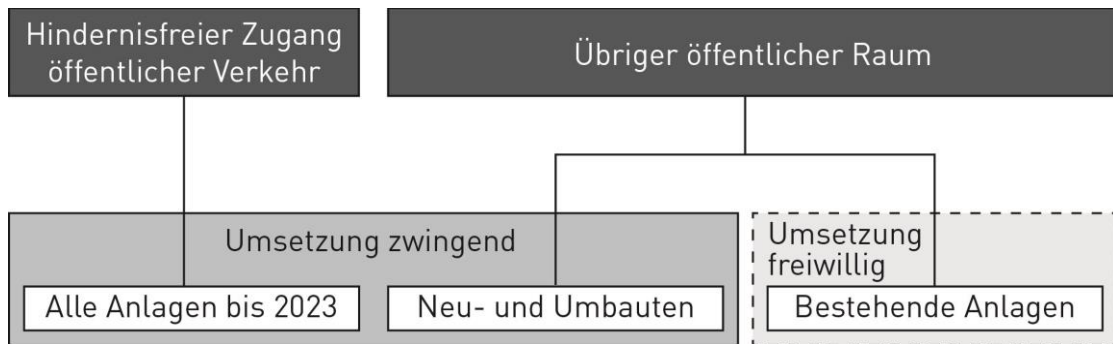 Hindernisfreier Zugang
öffentlicher Verkehr
Übriger öffentlicher Raum
Umsetzung zwingend
Umsetzung
freiwillig
Alle Anlagen bis 2023
Neu- und Umbauten
Bestehende Anlagen